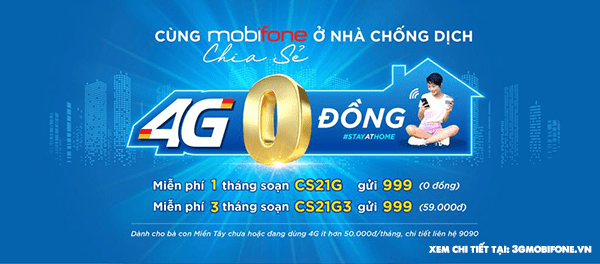 CÙNG mobifone Ở NHÀ CHỐNG DỊCH
Chia Sẻ
4G 0 ĐỒNG
#STAYATHOME
Miễn phí 1 tháng soạn CS21G gửi 999 (0 đồng)
Miễn phí 3 tháng soạn CS21G3 gửi 999 (59.000đ)
Dành cho bà con Miền Tây chưa hoặc đang dùng 4G ít hơn 50.000đ/tháng, chi tiết liên hệ 9090
XEM CHI TIẾT TẠI: 3GMOBIFONE.VN